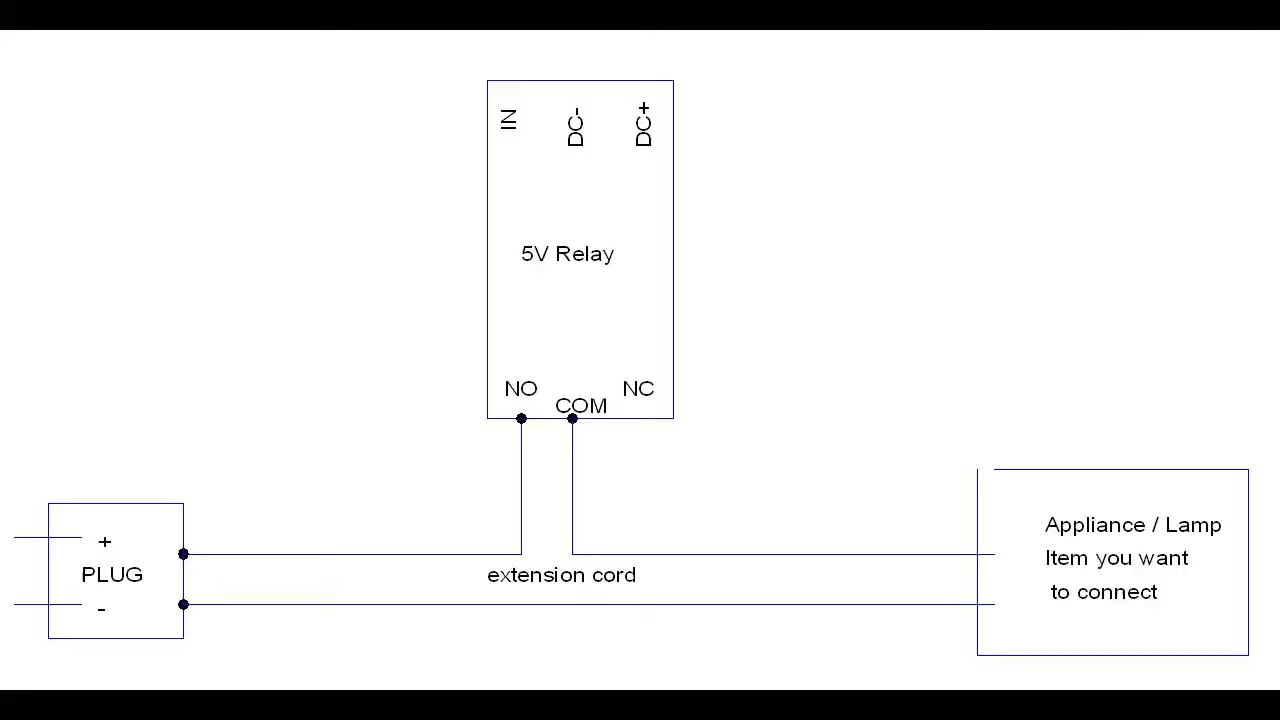 IN
DC-
DC+
5V Relay
NO
COM
NC
+
PLUG
-
extension cord
Appliance / Lamp
Item you want
to connect